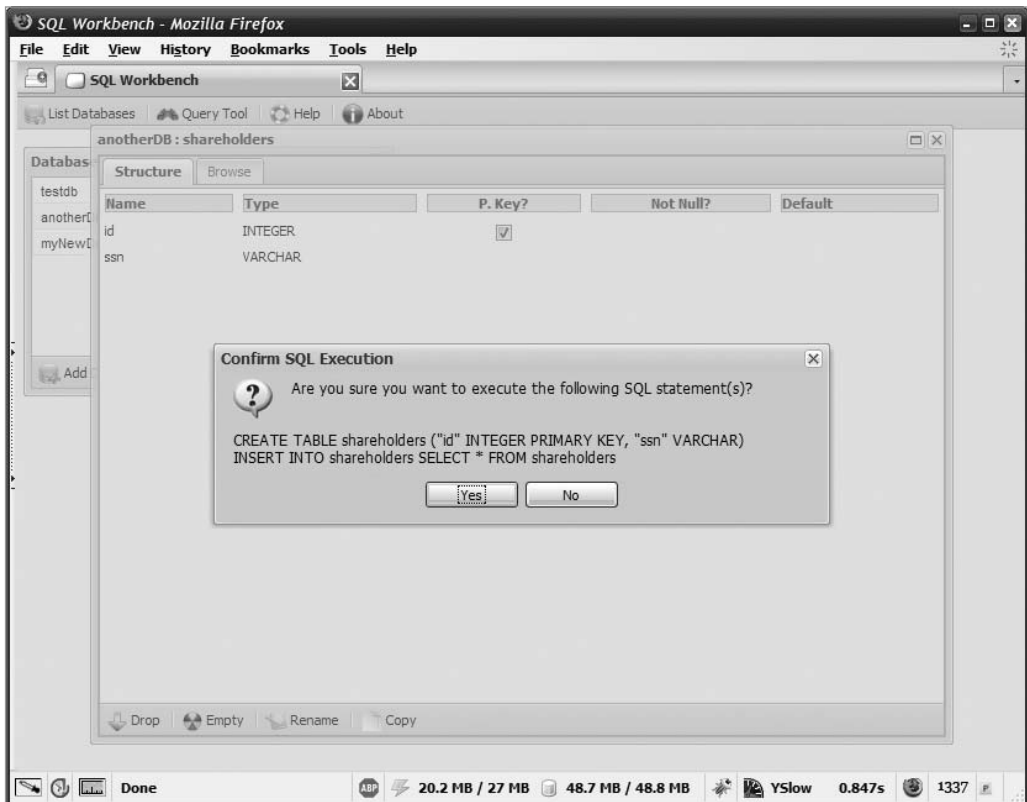 SQL Workbench - Mozilla Firefox
File Edit View History Bookmarks Tools Help
SQL Workbench
List Databases Query Tool Help About
anotherDB : shareholders
Databas
Structure Browse
testdb
anotherD
myNewD
Name Type P. Key? Not Null? Default
id INTEGER
ssn VARCHAR
Add
Confirm SQL Execution
Are you sure you want to execute the following SQL statement(s)?
CREATE TABLE shareholders ("id" INTEGER PRIMARY KEY, "ssn" VARCHAR)
INSERT INTO shareholders SELECT * FROM shareholders
Yes No
Drop Empty Rename Copy
Done ABP 20.2 MB / 27 MB 48.7 MB / 48.8 MB YSlow 0.847s 1337 P